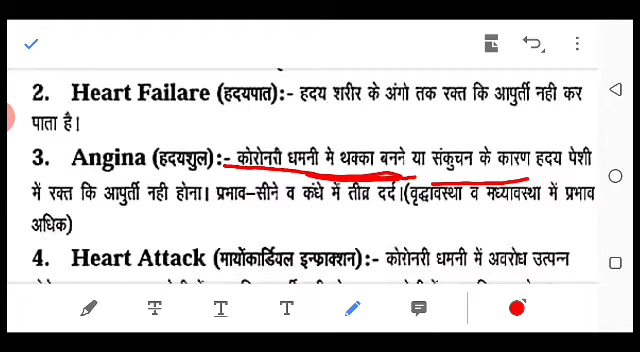 2. Heart Failare (हदयपात):- हदय शरीर के अंगो तक रक्त कि आपुर्ती नही कर
पाता है।
3. Angina (हदयशुल):- कोरोनरी धमनी मे थक्का बनने या संकुचन के कारण हदय पेशी
में रक्त कि आपुर्ती नही होना। प्रभाव-सीने व कंधे में तीव्र दर्द।(वृद्धावस्था व मध्यावस्था में प्रभाव
अधिक)
4. Heart Attack (मायोंकार्डियल इन्फाक्शन):- कोरोनरी धमनी में अवरोध उत्पन्न